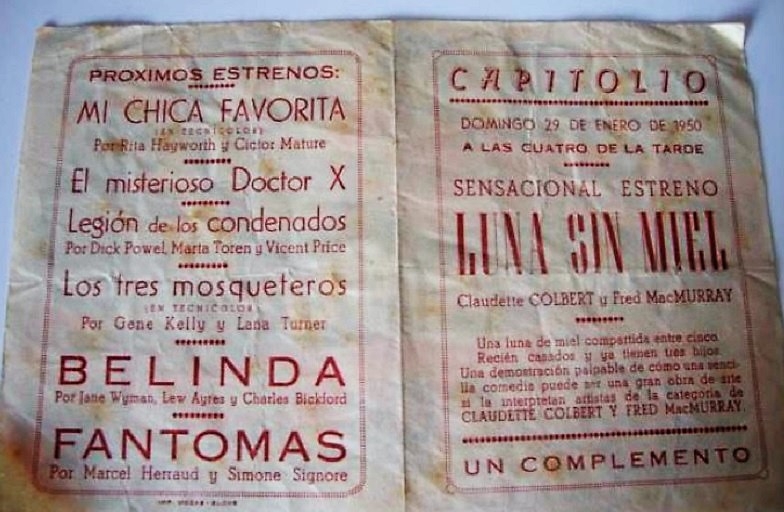 PROXIMOS ESTRENOS:
MI CHICA FAVORITA
(EN TECNICOLOR)
Por Rita Hayworth y Cictor Mature
El misterioso Doctor X
Legión de los condenados
Por Dick Powel, Marta Toren y Vicent Price
Los tres mosqueteros
(EN TECNICOLOR)
Por Gene Kelly y Lana Turner
BELINDA
Por Jane Wyman, Lew Ayres y Charles Bickford
FANTOMAS
Por Marcel Herraud y Simone Signore
CAPITOLIO
DOMINGO 29 DE ENERO DE 1950
A LAS CUATRO DE LA TARDE
SENSACIONAL ESTRENO
LUNA SIN MIEL
Claudette COLBERT y Fred MacMURRAY
Una luna de miel compartida entre cinco
Recién casados y ya tienen tres hijos
Una demostración palpable de cómo una senci-
lla comedia puede ser una gran obra de arte
si la interpretan artistas de la categoria de
CLAUDETTE COLBERT Y FRED MacMURRAY.
UN COMPLEMENTO